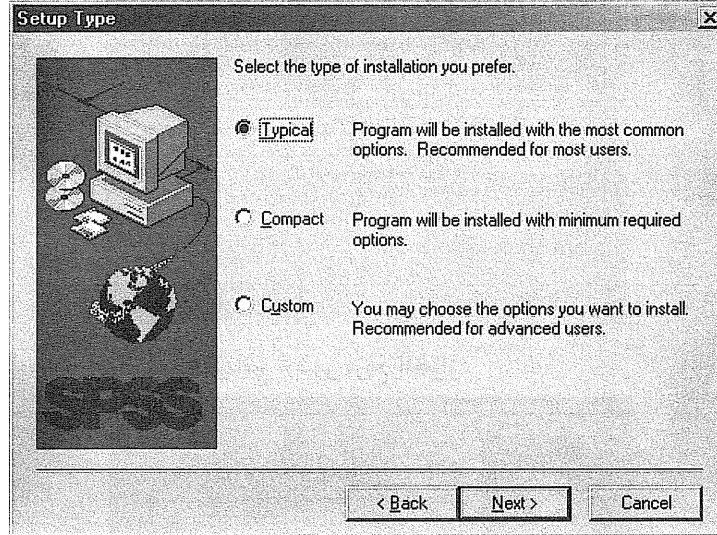 Setup Type
Select the type of installation you prefer.
Typical
Program will be installed with the most common
options. Recommended for most users.
Compact
Program will be installed with minimum required
options.
Custom
You may choose the options you want to install.
Recommended for advanced users.
SPSS
< Back
Next >
Cancel